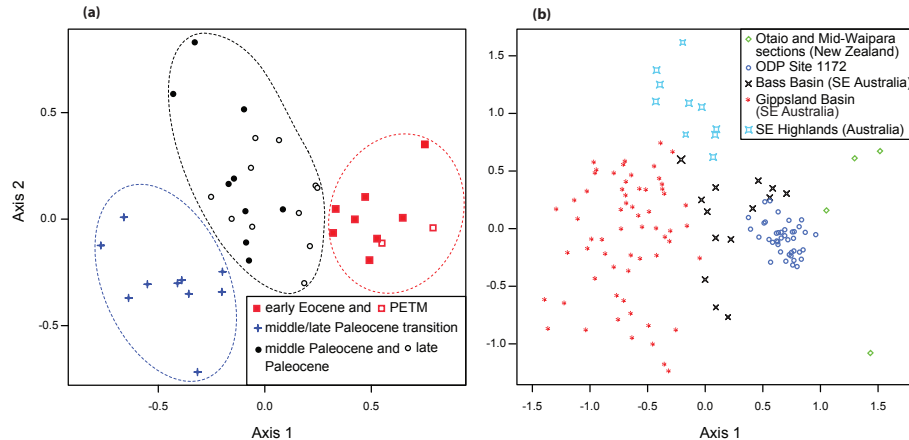 (a)
0.5
0.0
-0.5
Axis 2
-0.5
0.0
0.5
Axis 1
early Eocene and PETM
middle/late Paleocene transition
middle Paleocene and late
Paleocene
(b)
1.5
1.0
0.5
0.0
-0.5
-1.0
-1.5
-1.0
-0.5
0.0
0.5
1.0
1.5
Axis 1
Otaio and Mid-Waipara
sections (New Zealand)
ODP Site 1172
Bass Basin (SE Australia)
Gippsland Basin
(SE Australia)
SE Highlands (Australia)